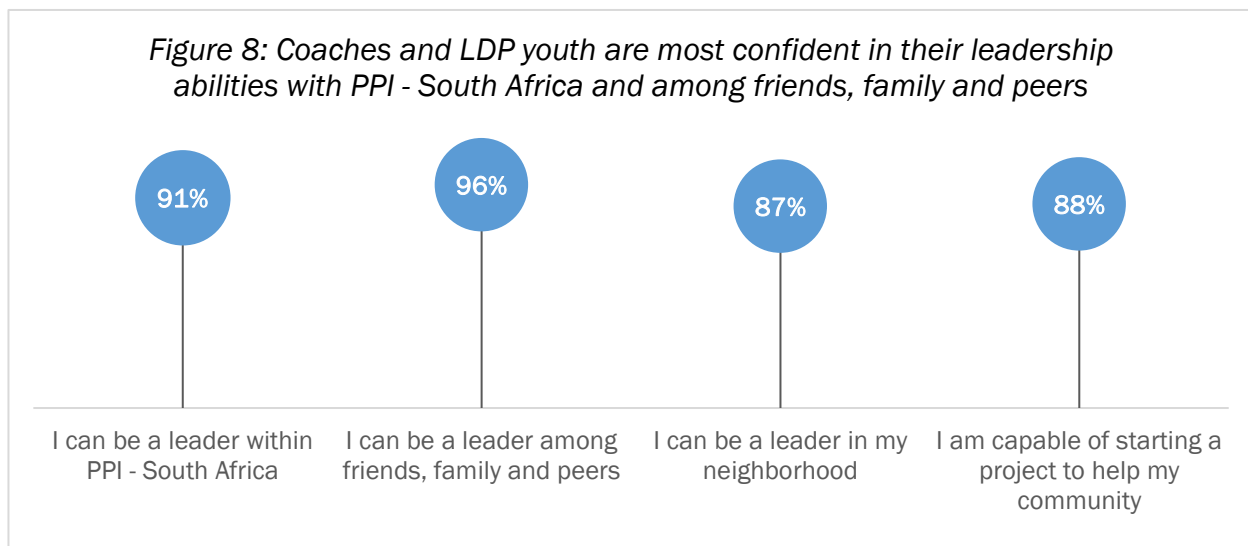 Figure 8: Coaches and LDP youth are most confident in their leadership
abilities with PPI - South Africa and among friends, family and peers
91%
96%
87%
88%
I can be a leader within
PPI - South Africa
I can be a leader among
friends, family and peers
I can be a leader in my
neighborhood
I am capable of starting a
project to help my
community